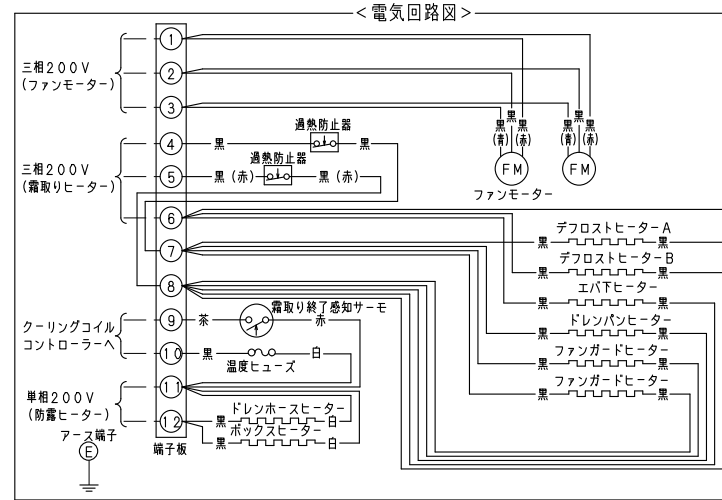 <電気回路図>
三相200V
(ファンモーター)
1
2
3
黒
(青)
黒
黒
(赤)
黒
(青)
黒
黒
(赤)
FM
FM
ファンモーター
三相200V
(霜取りヒーター)
4
黒
過熱防止器
黒
5
黒(赤)
過熱防止器
黒(赤)
6
7
8
黒
デフロストヒーターA
黒
黒
デフロストヒーターB
黒
黒
エバ下ヒーター
黒
黒
ドレンパンヒーター
黒
黒
ファンガードヒーター
黒
黒
ファンガードヒーター
黒
クーリングコイル
コントローラーへ
9
茶
霜取り終了感知サーモ
赤
10
黒
温度ヒューズ
白
単相200V
(防露ヒーター)
11
12
黒
ドレンホースヒーター
白
黒
ボックスヒーター
白
端子板
アース端子
E